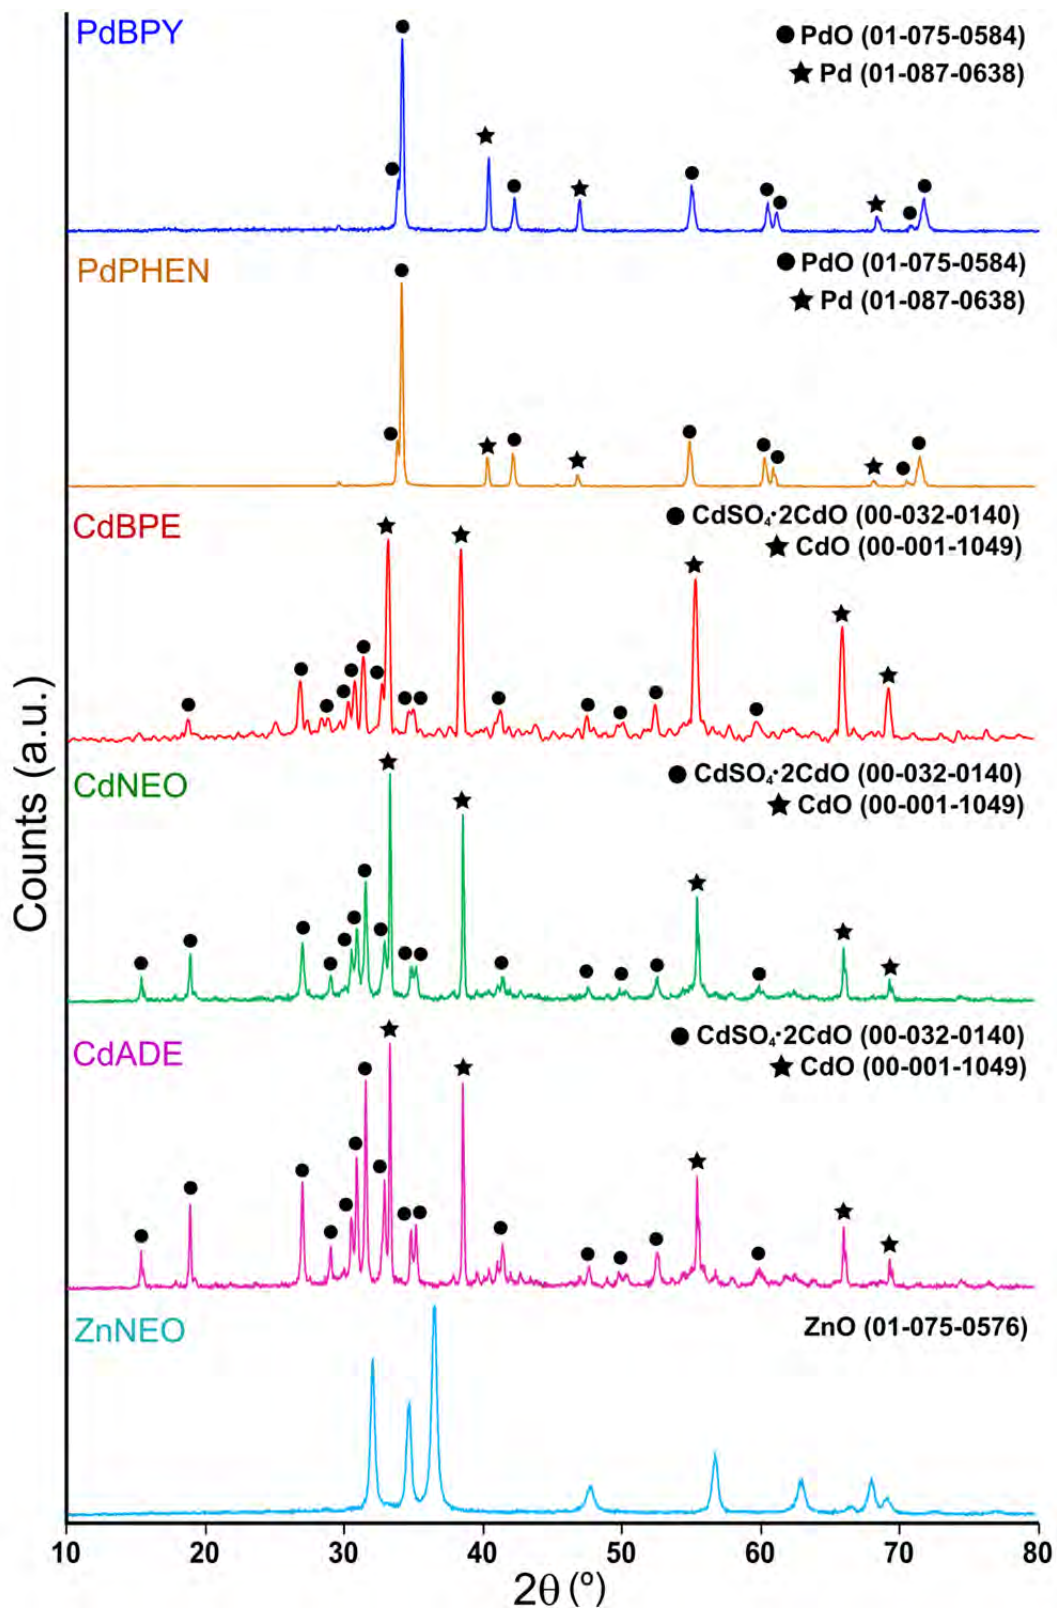 PdBPY
● PdO (01-075-0584)
★ Pd (01-087-0638)
PdPHEN
● PdO (01-075-0584)
★ Pd (01-087-0638)
CdBPE
● CdSO₄·2CdO (00-032-0140)
★ CdO (00-001-1049)
CdNEO
● CdSO₄·2CdO (00-032-0140)
★ CdO (00-001-1049)
CdADE
● CdSO₄·2CdO (00-032-0140)
★ CdO (00-001-1049)
ZnNEO
ZnO (01-075-0576)
Counts (a.u.)
10 20 30 40 50 60 70 80
2θ (º)